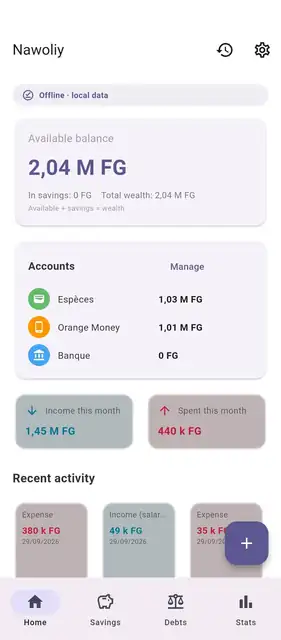 Nawoliy
Offline · local data
Available balance
2,04 M FG
In savings: 0 FG Total wealth: 2,04 M FG
Available + savings = wealth
Accounts Manage
Espèces 1,03 M FG
Orange Money 1,01 M FG
Banque 0 FG
Income this month Spent this month
1,45 M FG 440 k FG
Recent activity
Expense Income (salar... Expense
380 k FG 49 k FG 35 k F
29/09/2026 29/09/2026 29/09/2026
Home Savings Debts Stats